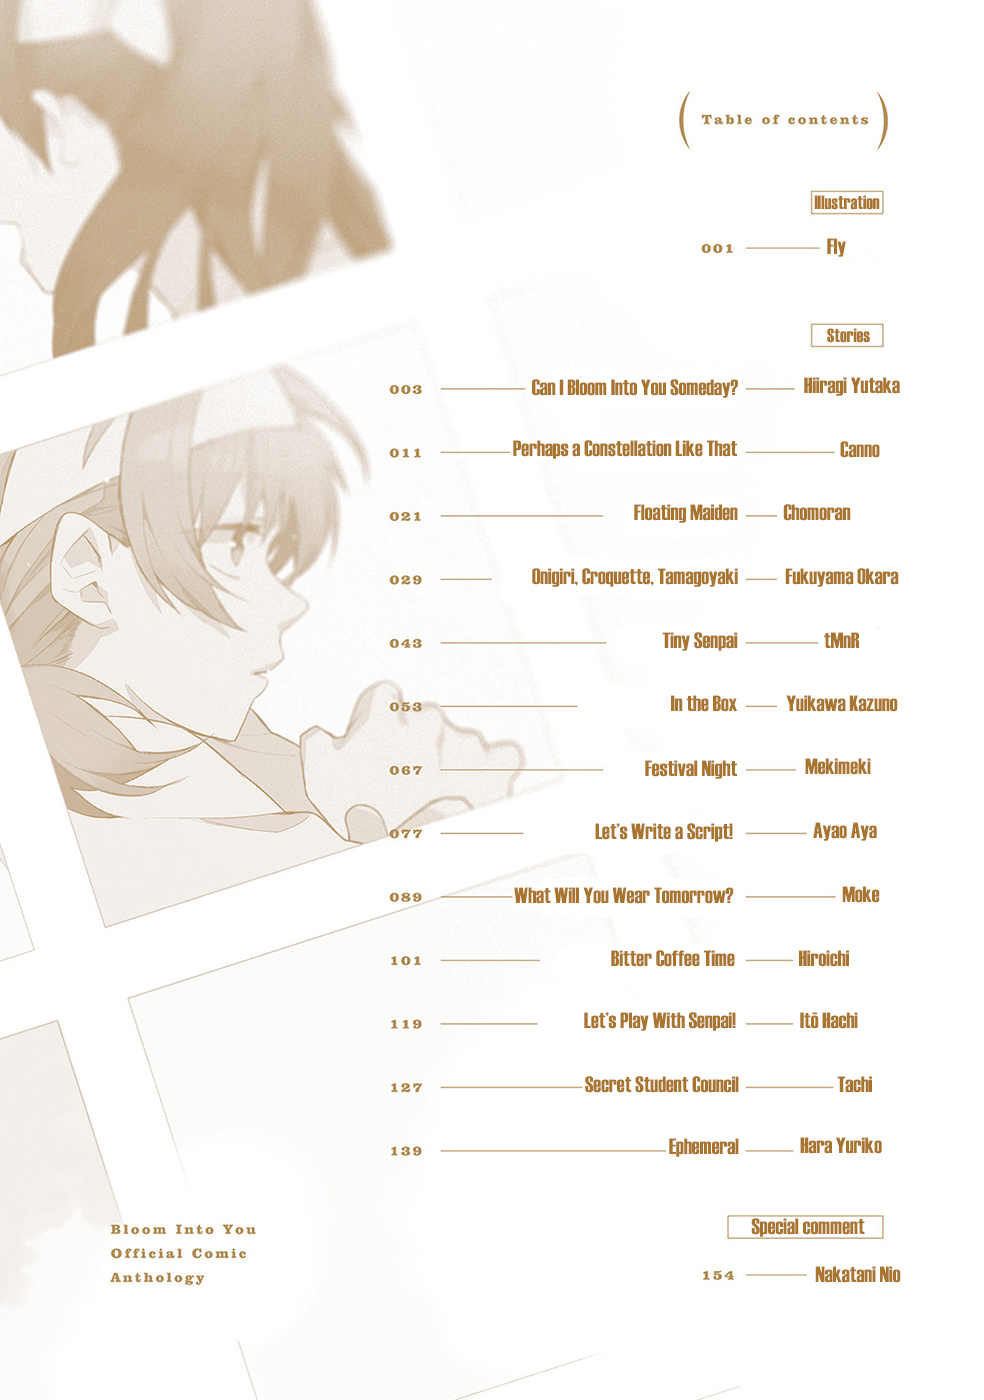 Table of contents
Illustration
001 Fly
Stories
003 Can I Bloom Into You Someday? Hiiragi Yutaka
011 Perhaps a Constellation Like That Canno
021 Floating Maiden Chomoran
029 Onigiri, Croquette, Tamagoyaki Fukuyama Okara
043 Tiny Senpai tMnR
053 In the Box Yuikawa Kazuno
067 Festival Night Mekimeki
077 Let's Write a Script! Ayao Aya
089 What Will You Wear Tomorrow? Moke
101 Bitter Coffee Time Hiroichi
119 Let's Play With Senpai! Itō Hachi
127 Secret Student Council Tachi
139 Ephemeral Hara Yuriko
Special comment
154 Nakatani Nio
Bloom Into You
Official Comic
Anthology